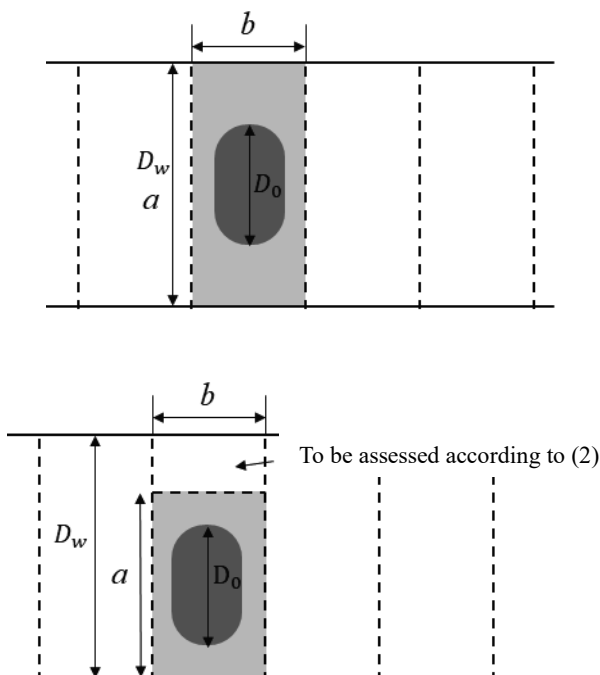 b
D_w
a
D_0
b
To be assessed according to (2)
D_w
a
D_0